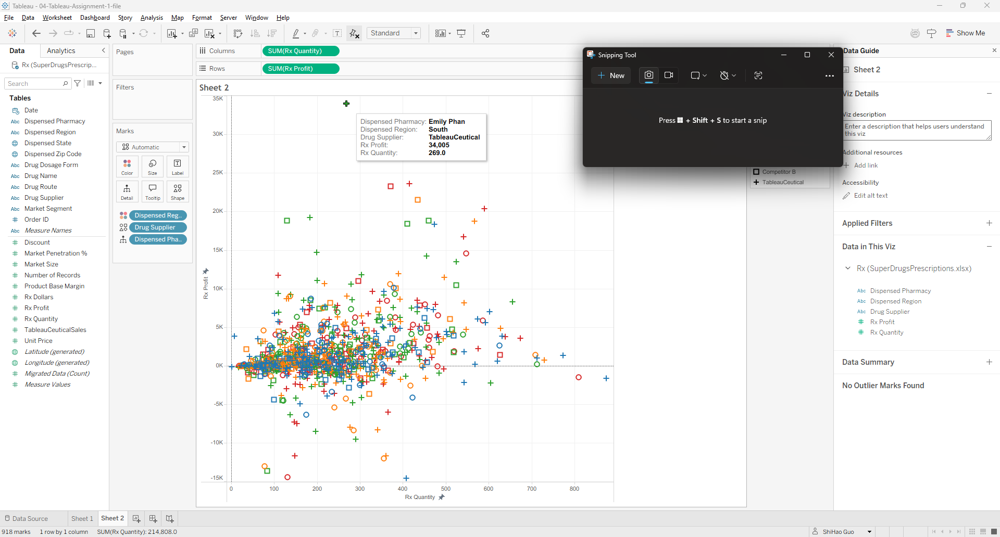 Tableau - 04-Tableau-Assignment-1-file
File Data Worksheet Dashboard Story Analysis Map Format Server Window Help
Standard
Show Me
Data Analytics
Rx (SuperDrugsPrescrip...
Search
Tables
Date
Abc Dispensed Pharmacy
Abc Dispensed Region
Dispensed State
Dispensed Zip Code
Abc Drug Dosage Form
Abc Drug Name
Abc Drug Route
Abc Drug Supplier
Abc Market Segment
# Order ID
Abc Measure Names
# Discount
# Market Penetration %
# Market Size
# Number of Records
# Product Base Margin
# Rx Dollars
# Rx Profit
# Rx Quantity
# TableauCeuticalSales
# Unit Price
Latitude (generated)
Longitude (generated)
# Migrated Data (Count)
# Measure Values
Pages
Filters
Marks
Automatic
Color Size Label
Detail Tooltip Shape
Dispensed Reg..
Drug Supplier
Dispensed Pha..
Columns SUM(Rx Quantity)
Rows SUM(Rx Profit)
Sheet 2
35K
30K
25K
20K
15K
10K
5K
0K
-5K
-10K
-15K
Rx Profit
0 100 200 300 400 500 600 700 800
Rx Quantity
Dispensed Pharmacy: Emily Phan
Dispensed Region: South
Drug Supplier: TableauCeutical
Rx Profit: 34,005
Rx Quantity: 269.0
Snipping Tool
New
Press + Shift + S to start a snip
Competitor B
TableauCeutical
Data Guide
Sheet 2
Viz Details
Viz description
Enter a description that helps users understand
this viz
Additional resources
Add link
Accessibility
Edit alt text
Applied Filters
Data in This Viz
Rx (SuperDrugsPrescriptions.xlsx)
Abc Dispensed Pharmacy
Abc Dispensed Region
Abc Drug Supplier
# Rx Profit
# Rx Quantity
Data Summary
No Outlier Marks Found
Data Source Sheet 1 Sheet 2
918 marks 1 row by 1 column SUM(Rx Quantity): 214,808.0
ShiHao Guo